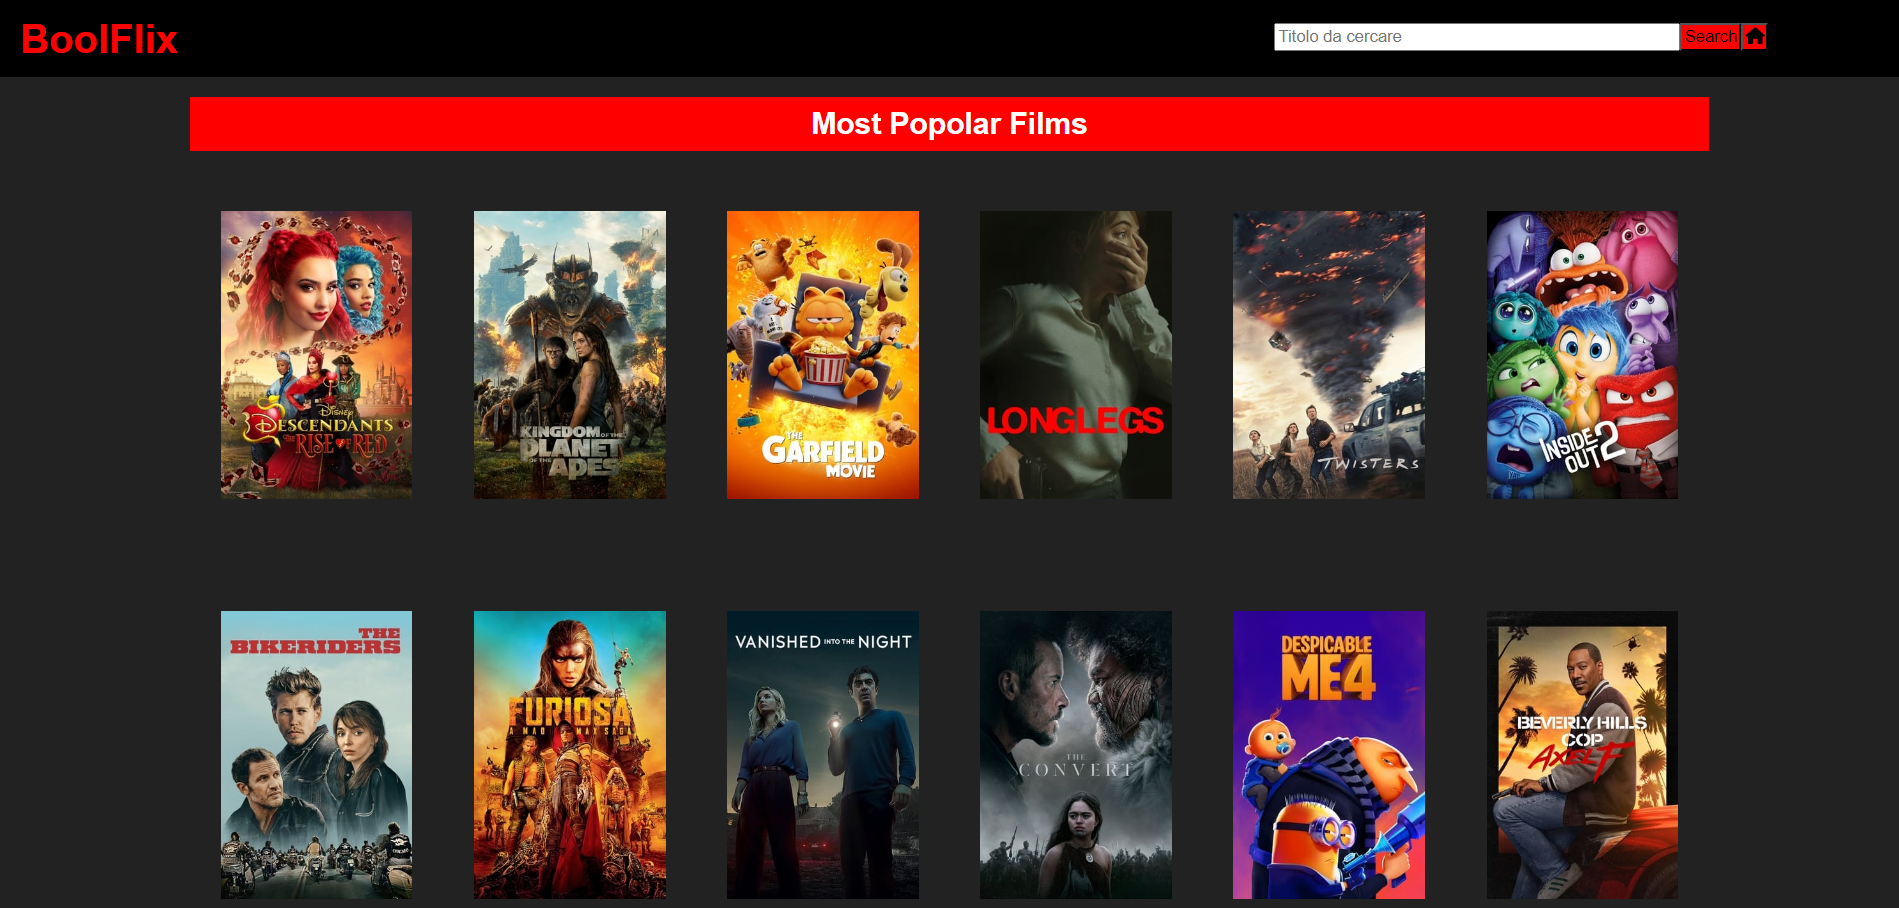 BoolFlix
Titolo da cercare
Search
Most Popolar Films
Disney
DESCENDANTS
THE RISE OF RED
KINGDOM OF THE
PLANET
OF THE APES
THE
GARFIELD
MOVIE
LONGLEGS
TWISTERS
INSIDE
OUT 2
THE
BIKERIDERS
FURIOSA
A MAD MAX SAGA
VANISHED INTO THE NIGHT
THE
CONVERT
DESPICABLE
ME 4
BEVERLY HILLS
COP
AXEL F